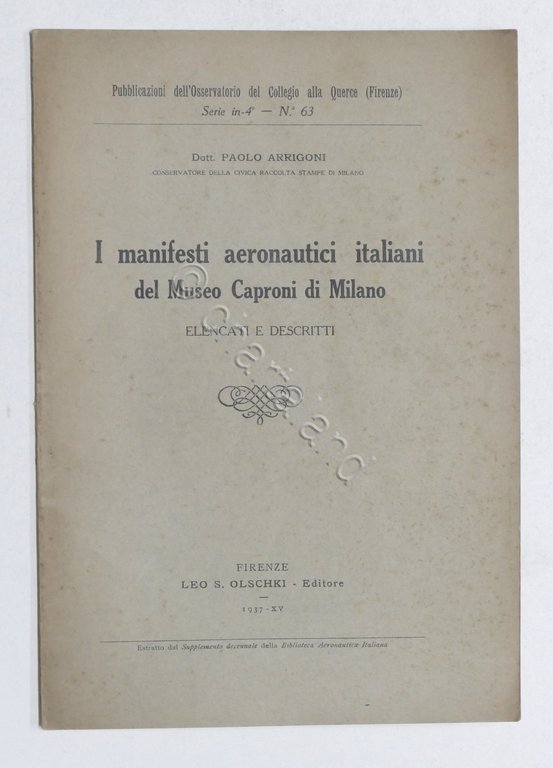 Pubblicazioni dell'Osservatorio del Collegio alla Querce (Firenze)
Serie in-4° — N.° 63
Dott. PAOLO ARRIGONI
CONSERVATORE DELLA CIVICA RACCOLTA STAMPE DI MILANO
I manifesti aeronautici italiani
del Museo Caproni di Milano
ELENCATI E DESCRITTI
©chartaland
FIRENZE
LEO S. OLSCHKI - Editore
1937-XV
Estratto dal Supplemento decennale della Biblioteca Aeronautica Italiana